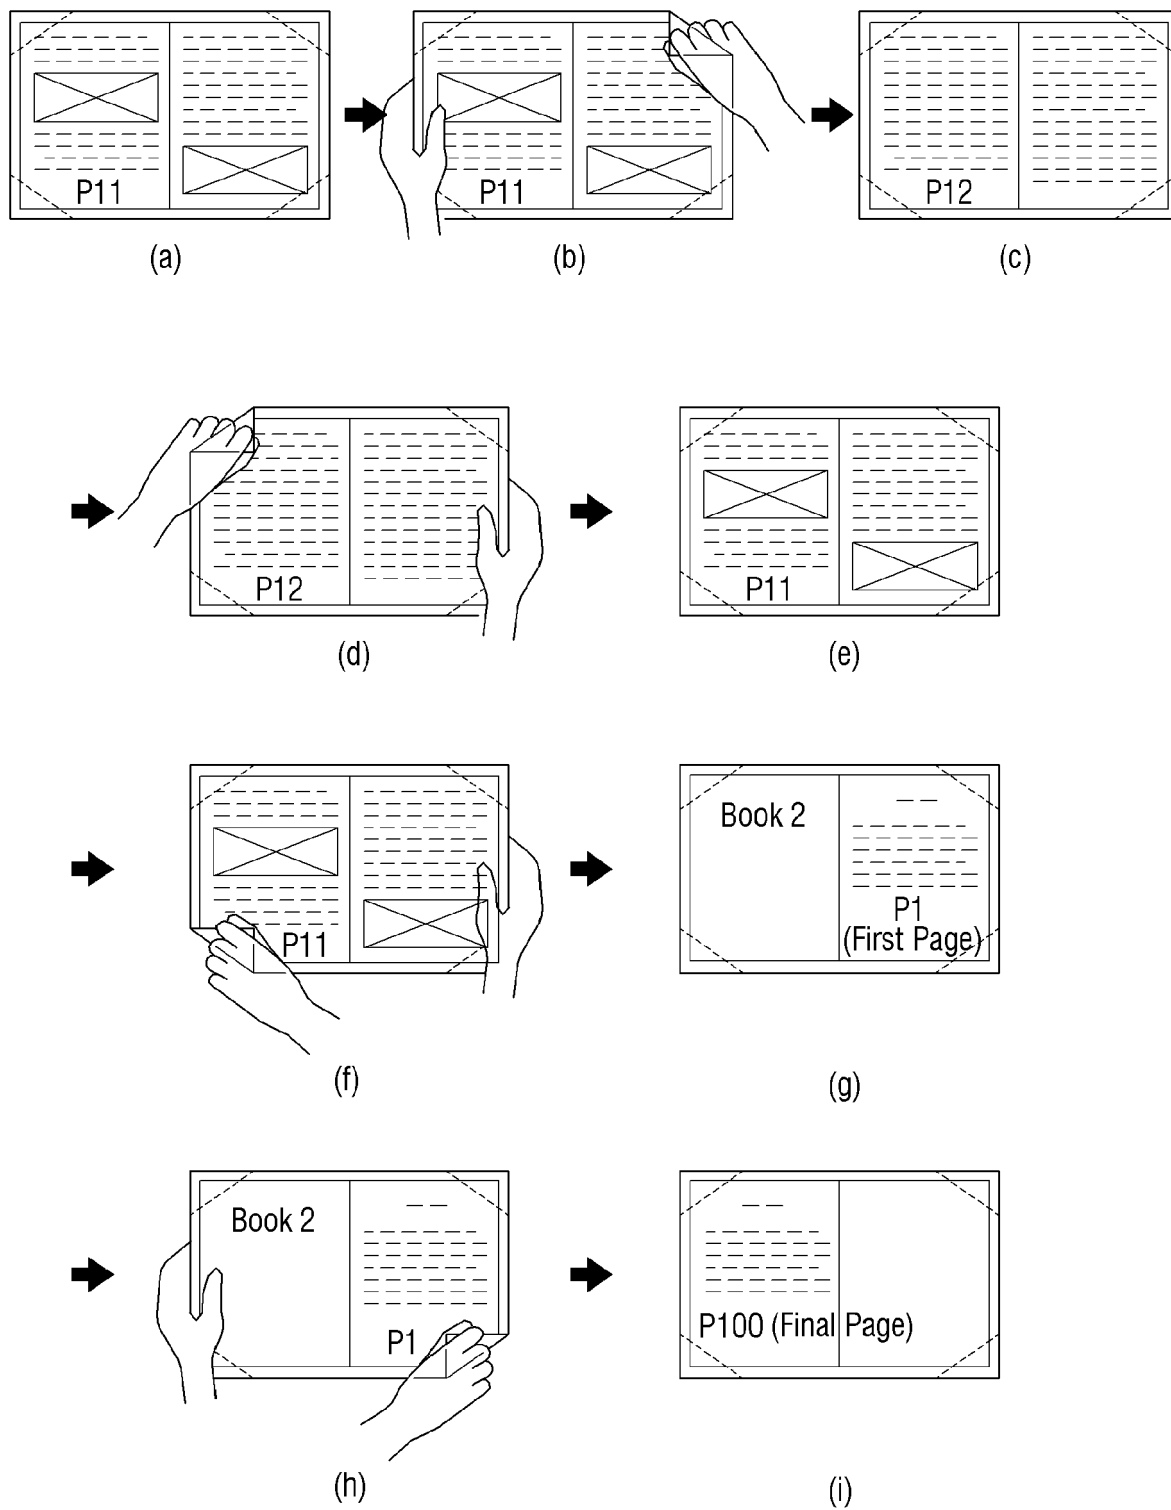 P11
(a)
P11
(b)
P12
(c)
P12
(d)
P11
(e)
P11
(f)
Book 2
P1
(First Page)
(g)
Book 2
P1
(h)
P100 (Final Page)
(i)